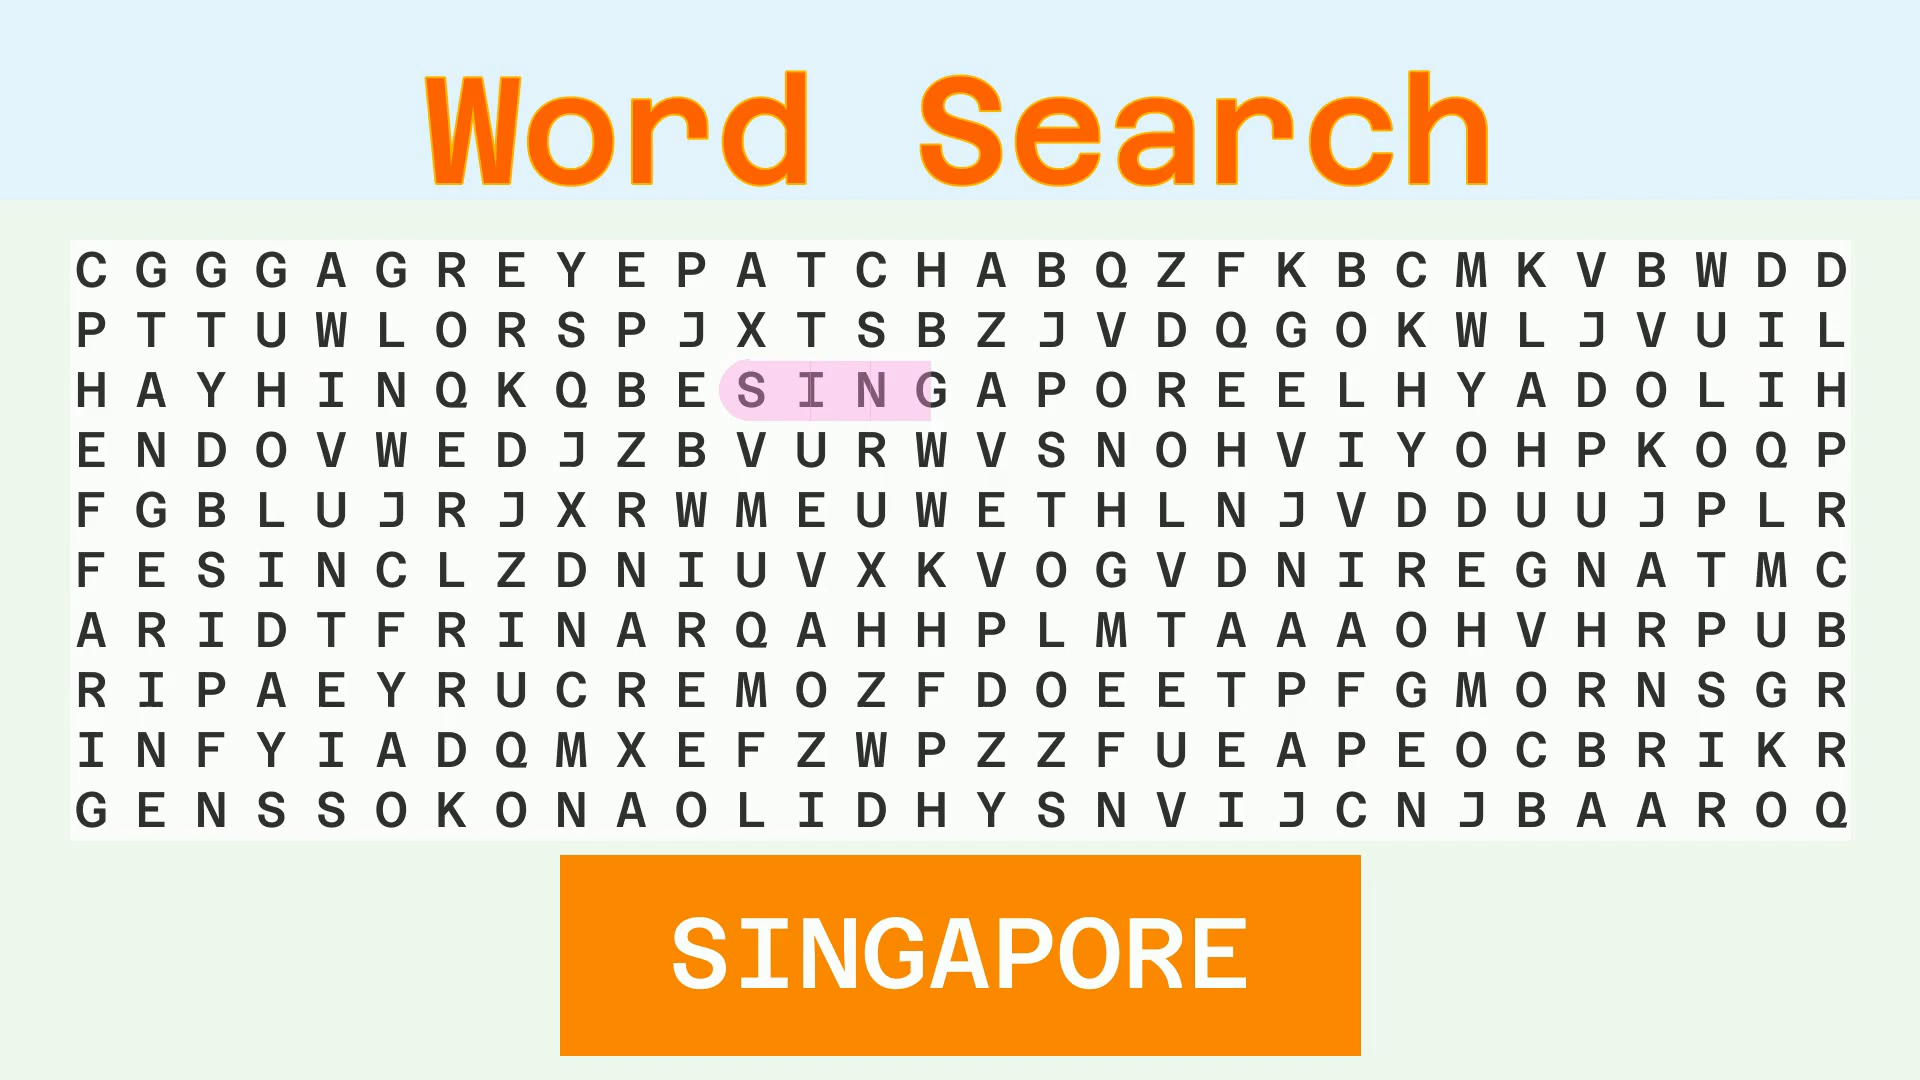 Word Search
C G G G A G R E Y E P A T C H A B Q Z F K B C M K V B W D D
P T T U W L O R S P J X T S B Z J V D Q G O K W L J V U I L
H A Y H I N Q K Q B E S I N G A P O R E E L H Y A D O L I H
E N D O V W E D J Z B V U R W V S N O H V I Y O H P K O Q P
F G B L U J R J X R W M E U W E T H L N J V D D U U J P L R
F E S I N C L Z D N I U V X K V O G V D N I R E G N A T M C
A R I D T F R I N A R Q A H H P L M T A A A O H V H R P U B
R I P A E Y R U C R E M O Z F D O E E T P F G M O R N S G R
I N F Y I A D Q M X E F Z W P Z Z F U E A P E O C B R I K R
G E N S S O K O N A O L I D H Y S N V I J C N J B A A R O Q
SINGAPORE